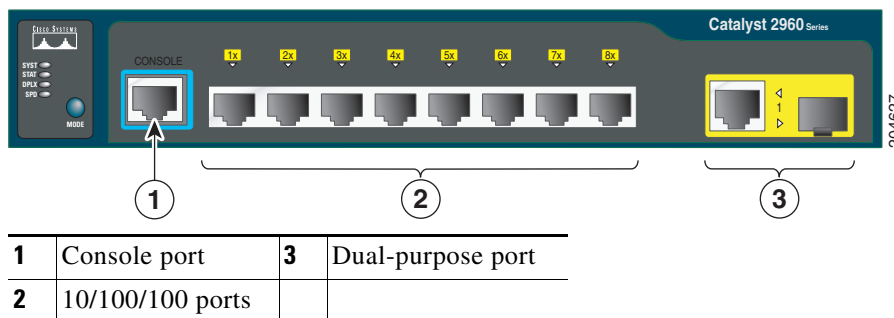 Cisco Systems
Catalyst 2960 Series
SYST
STAT
DPLX
SPD
MODE
CONSOLE
1x 2x 3x 4x 5x 6x 7x 8x
1
204627
1 2 3
1 Console port 3 Dual-purpose port
2 10/100/100 ports